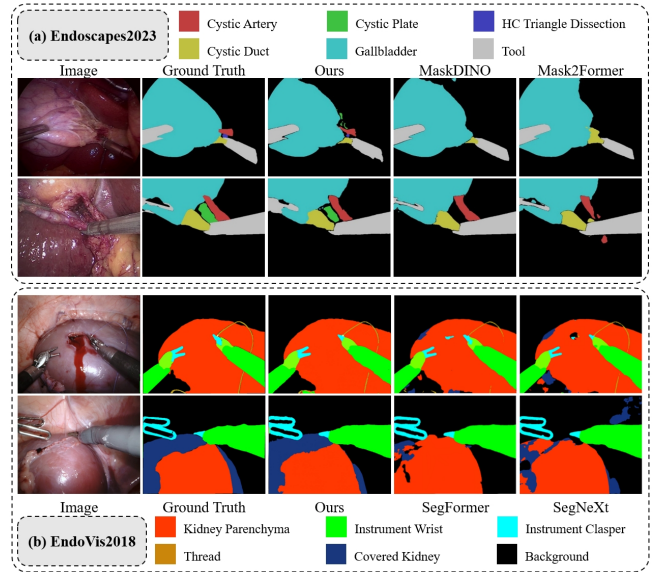 (a) Endoscapes2023
Cystic Artery Cystic Plate HC Triangle Dissection
Cystic Duct Gallbladder Tool
Image Ground Truth Ours MaskDINO Mask2Former
Image Ground Truth Ours SegFormer SegNeXt
Kidney Parenchyma Instrument Wrist Instrument Clasper
(b) EndoVis2018
Thread Covered Kidney Background